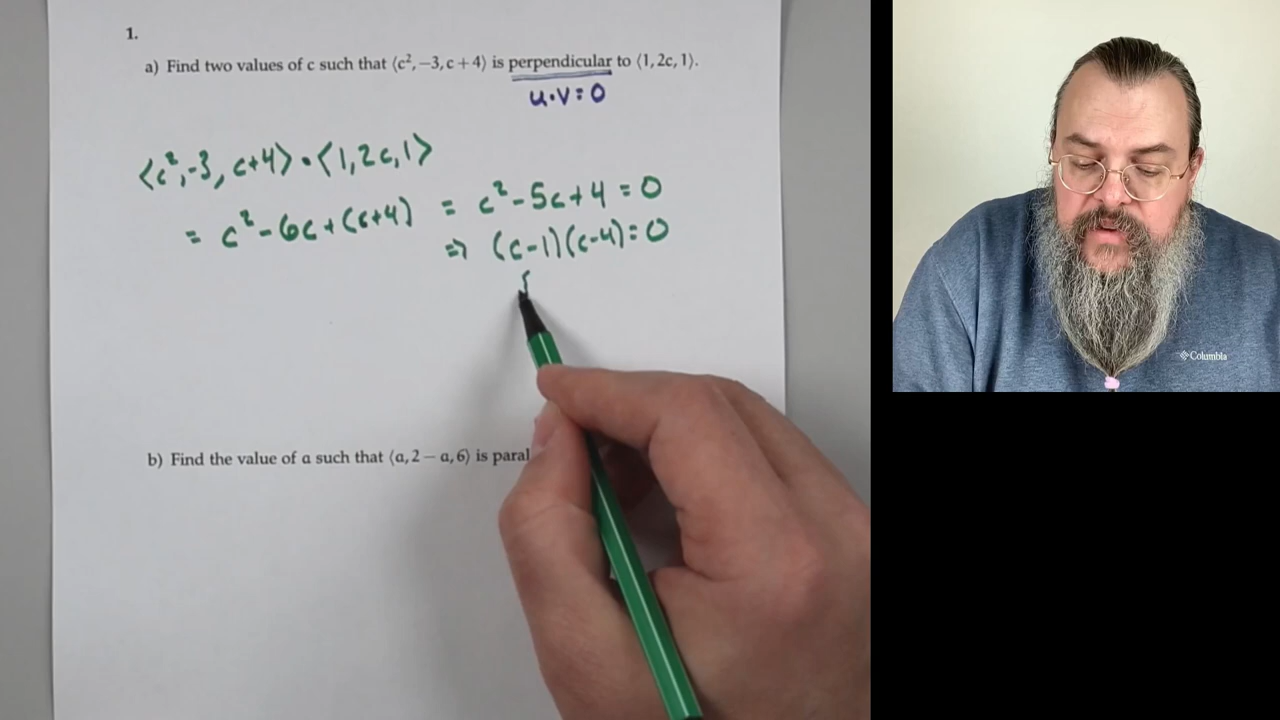 1.
a) Find two values of c such that ⟨c², −3, c + 4⟩ is perpendicular to ⟨1, 2c, 1⟩.
u·v=0
⟨c², -3, c+4⟩ • ⟨1, 2c, 1⟩
= c² - 6c + (c+4) = c² - 5c + 4 = 0
⇒ (c-1)(c-4)=0
b) Find the value of a such that ⟨a, 2 − a, 6⟩ is
Columbia